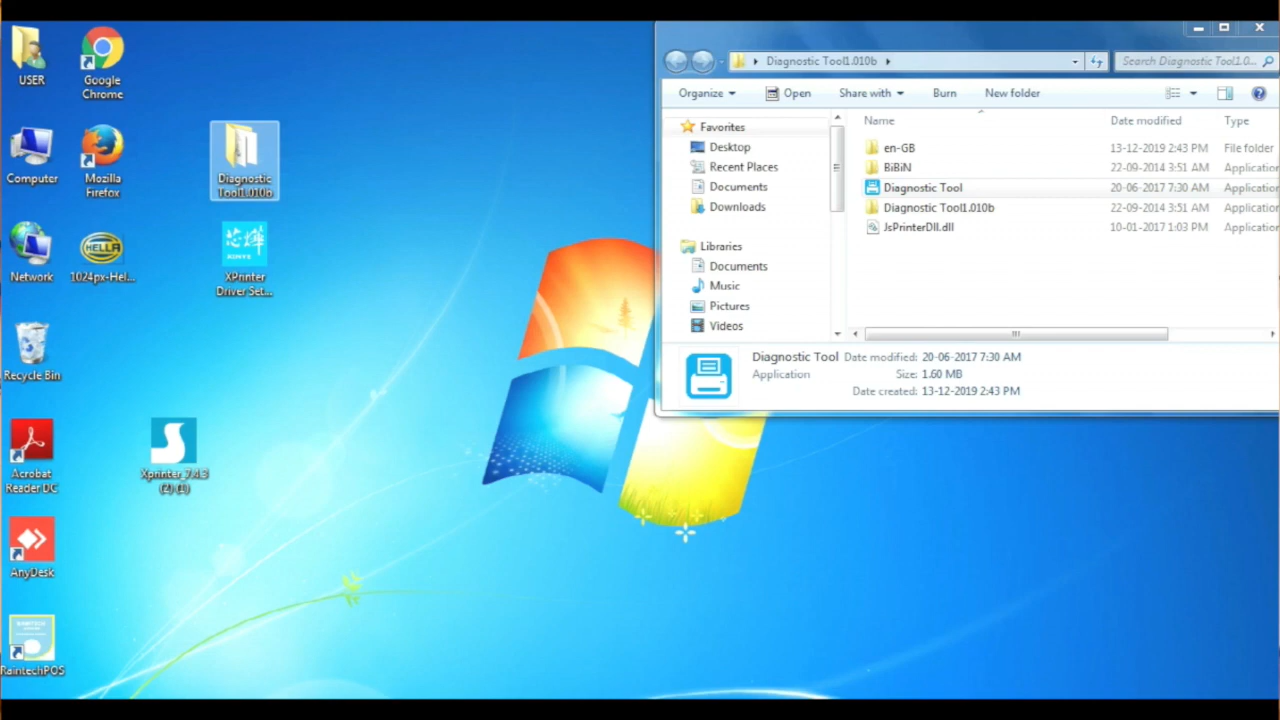 USER
Google
Chrome
Computer
Mozilla
Firefox
Network
HELLA
1024px-Hel...
Recycle Bin
Acrobat
Reader DC
AnyDesk
RaintechPOS
Diagnostic
Tool1.010b
芯烨
XINYE
XPrinter
Driver Set...
Xprinter_7.4.3
(2) (1)
Diagnostic Tool1.010b
Search Diagnostic Tool1.0...
Organize
Open
Share with
Burn
New folder
Favorites
Desktop
Recent Places
Documents
Downloads
Libraries
Documents
Music
Pictures
Videos
Name Date modified Type
en-GB 13-12-2019 2:43 PM File folder
BiBiN 22-09-2014 3:51 AM Application
Diagnostic Tool 20-06-2017 7:30 AM Application
Diagnostic Tool1.010b 22-09-2014 3:51 AM Application
JsPrinterDll.dll 10-01-2017 1:03 PM Application
Diagnostic Tool Date modified: 20-06-2017 7:30 AM
Application Size: 1.60 MB
Date created: 13-12-2019 2:43 PM